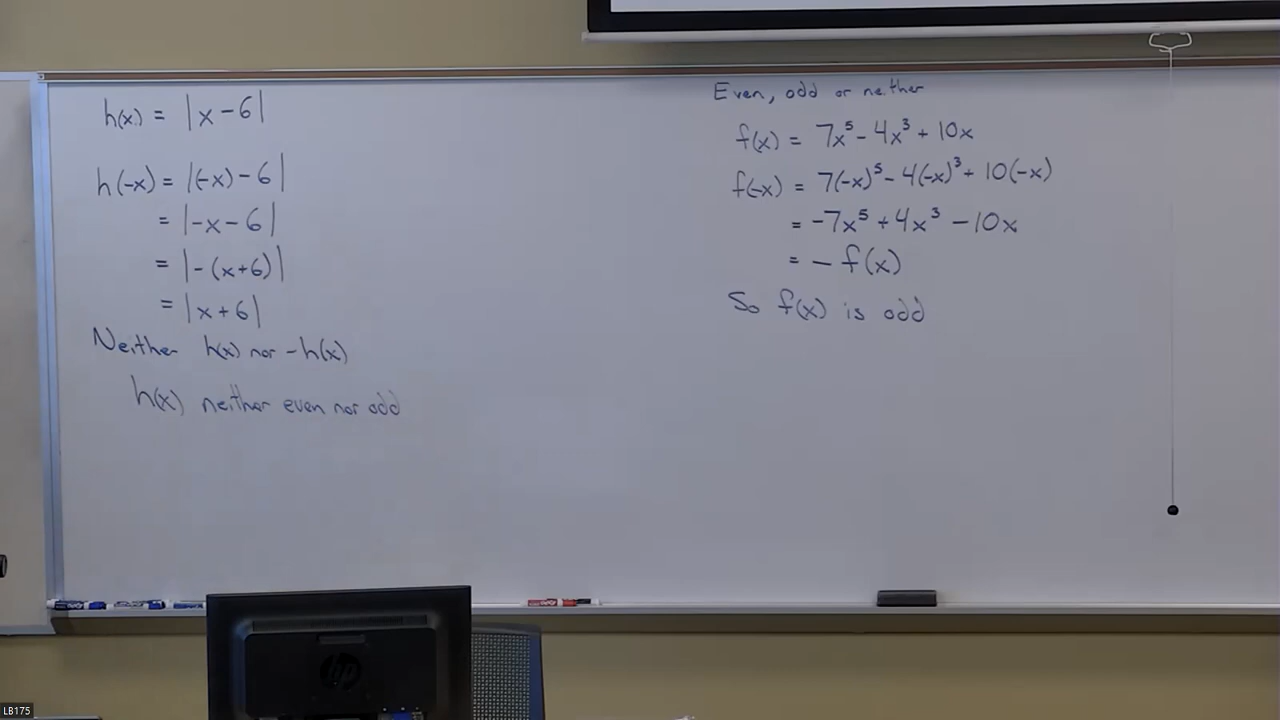 h(x) = |x-6|
h(-x) = |(-x)-6|
= |-x-6|
= |-(x+6)|
= |x+6|
Neither h(x) nor -h(x)
h(x) neither even nor odd
Even, odd or neither
f(x) = 7x⁵ - 4x³ + 10x
f(-x) = 7(-x)⁵ - 4(-x)³ + 10(-x)
= -7x⁵ + 4x³ - 10x
= - f(x)
So f(x) is odd
hp
LB175